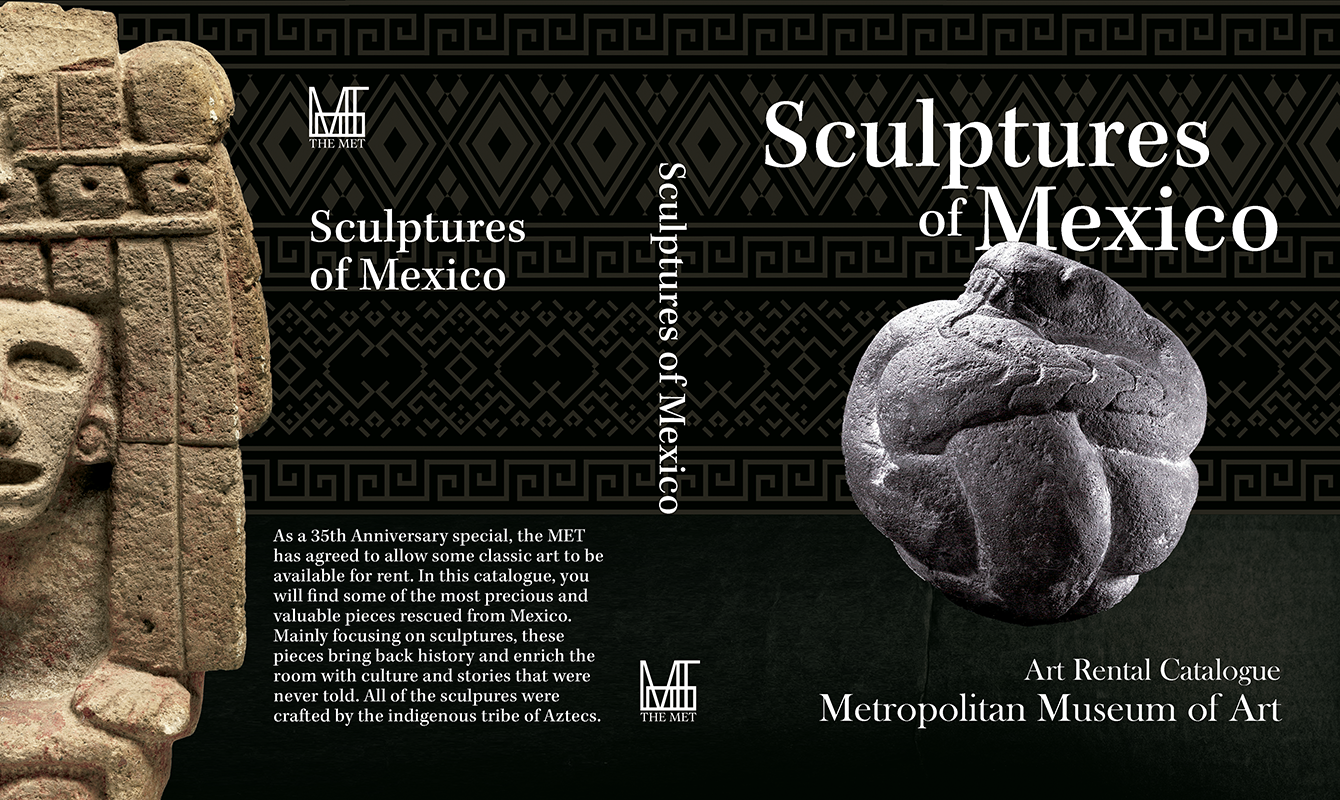 THE MET
Sculptures
of Mexico
As a 35th Anniversary special, the MET
has agreed to allow some classic art to be
available for rent. In this catalogue, you
will find some of the most precious and
valuable pieces rescued from Mexico.
Mainly focusing on sculptures, these
pieces bring back history and enrich the
room with culture and stories that were
never told. All of the sculpures were
crafted by the indigenous tribe of Aztecs.
Sculptures of Mexico
THE MET
Sculptures
of Mexico
Art Rental Catalogue
Metropolitan Museum of Art